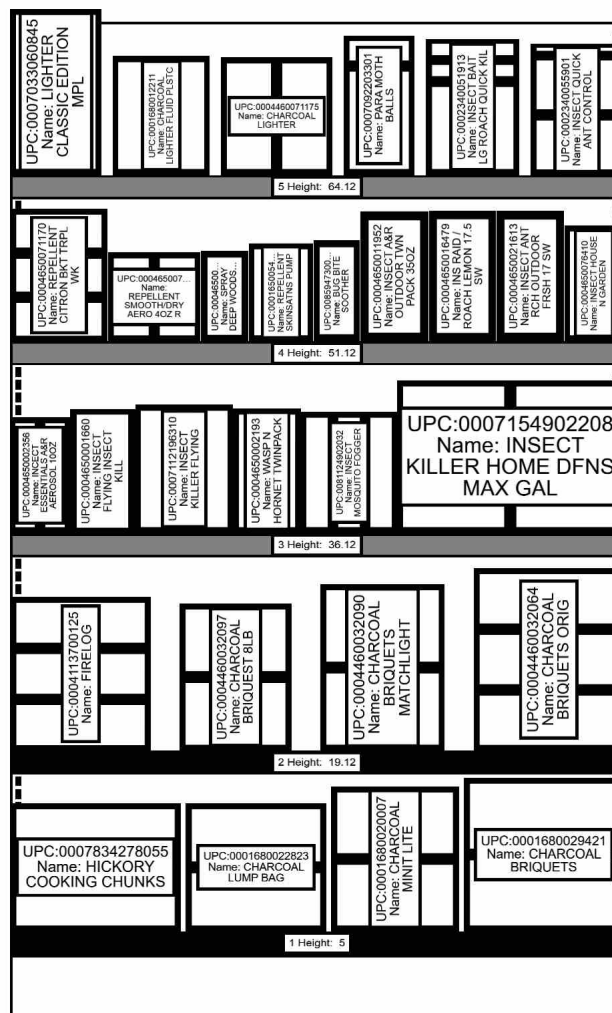 UPC:0007033060845
Name: LIGHTER
CLASSIC EDITION
MPL
UPC:0001680012211
Name: CHARCOAL
LIGHTER FLUID PLSTC
UPC:0004460071175
Name: CHARCOAL
LIGHTER
UPC:0007092203301
Name: PARA MOTH
BALLS
UPC:0002340051913
Name: INSECT BAIT
LG ROACH QUICK KIL
UPC:0002340055901
Name: INSECT QUICK
ANT CONTROL
5 Height: 64.12
UPC:0004650071170
Name: REPELLENT
CITRON BKT TRPL
WK
UPC:000465007...
Name:
REPELLENT
SMOOTH/DRY
AERO 4OZ R
UPC:00046500...
Name: SPRAY
DEEP WOODS...
UPC:0001650054...
Name: REPELLENT
SKINSATNS PUMP
UPC:0085947300...
Name: BUG BITE
SOOTHER
UPC:0004650011952
Name: INSECT A&R
OUTDOOR TWN
PACK 35OZ
UPC:0004650016479
Name: INS RAID /
ROACH LEMON 17.5
SW
UPC:0004650021613
Name: INSECT ANT
RCH OUTDOOR
FRSH 17 SW
UPC:0004650076410
Name: INSECT HOUSE
N GARDEN
4 Height: 51.12
UPC:0004650002356
Name: INCECT
ESSENTIALS A&R
AEROSOL 10OZ
UPC:0004650001660
Name: INSECT
FLYING INSECT
KILL
UPC:0007112196310
Name: INSECT
KILLER FLYING
UPC:0004650002193
Name: WASP N
HORNET TWINPACK
UPC:0081124902032
Name: INSECT
MOSQUITO FOGGER
UPC:0007154902208
Name: INSECT
KILLER HOME DFNS
MAX GAL
3 Height: 36.12
UPC:0004113700125
Name: FIRELOG
UPC:0004460032097
Name: CHARCOAL
BRIQUEST 8LB
UPC:0004460032090
Name: CHARCOAL
BRIQUETS
MATCHLIGHT
UPC:0004460032064
Name: CHARCOAL
BRIQUETS ORIG
2 Height: 19.12
UPC:0007834278055
Name: HICKORY
COOKING CHUNKS
UPC:0001680022823
Name: CHARCOAL
LUMP BAG
UPC:0001680020007
Name: CHARCOAL
MINIT LITE
UPC:0001680029421
Name: CHARCOAL
BRIQUETS
1 Height: 5